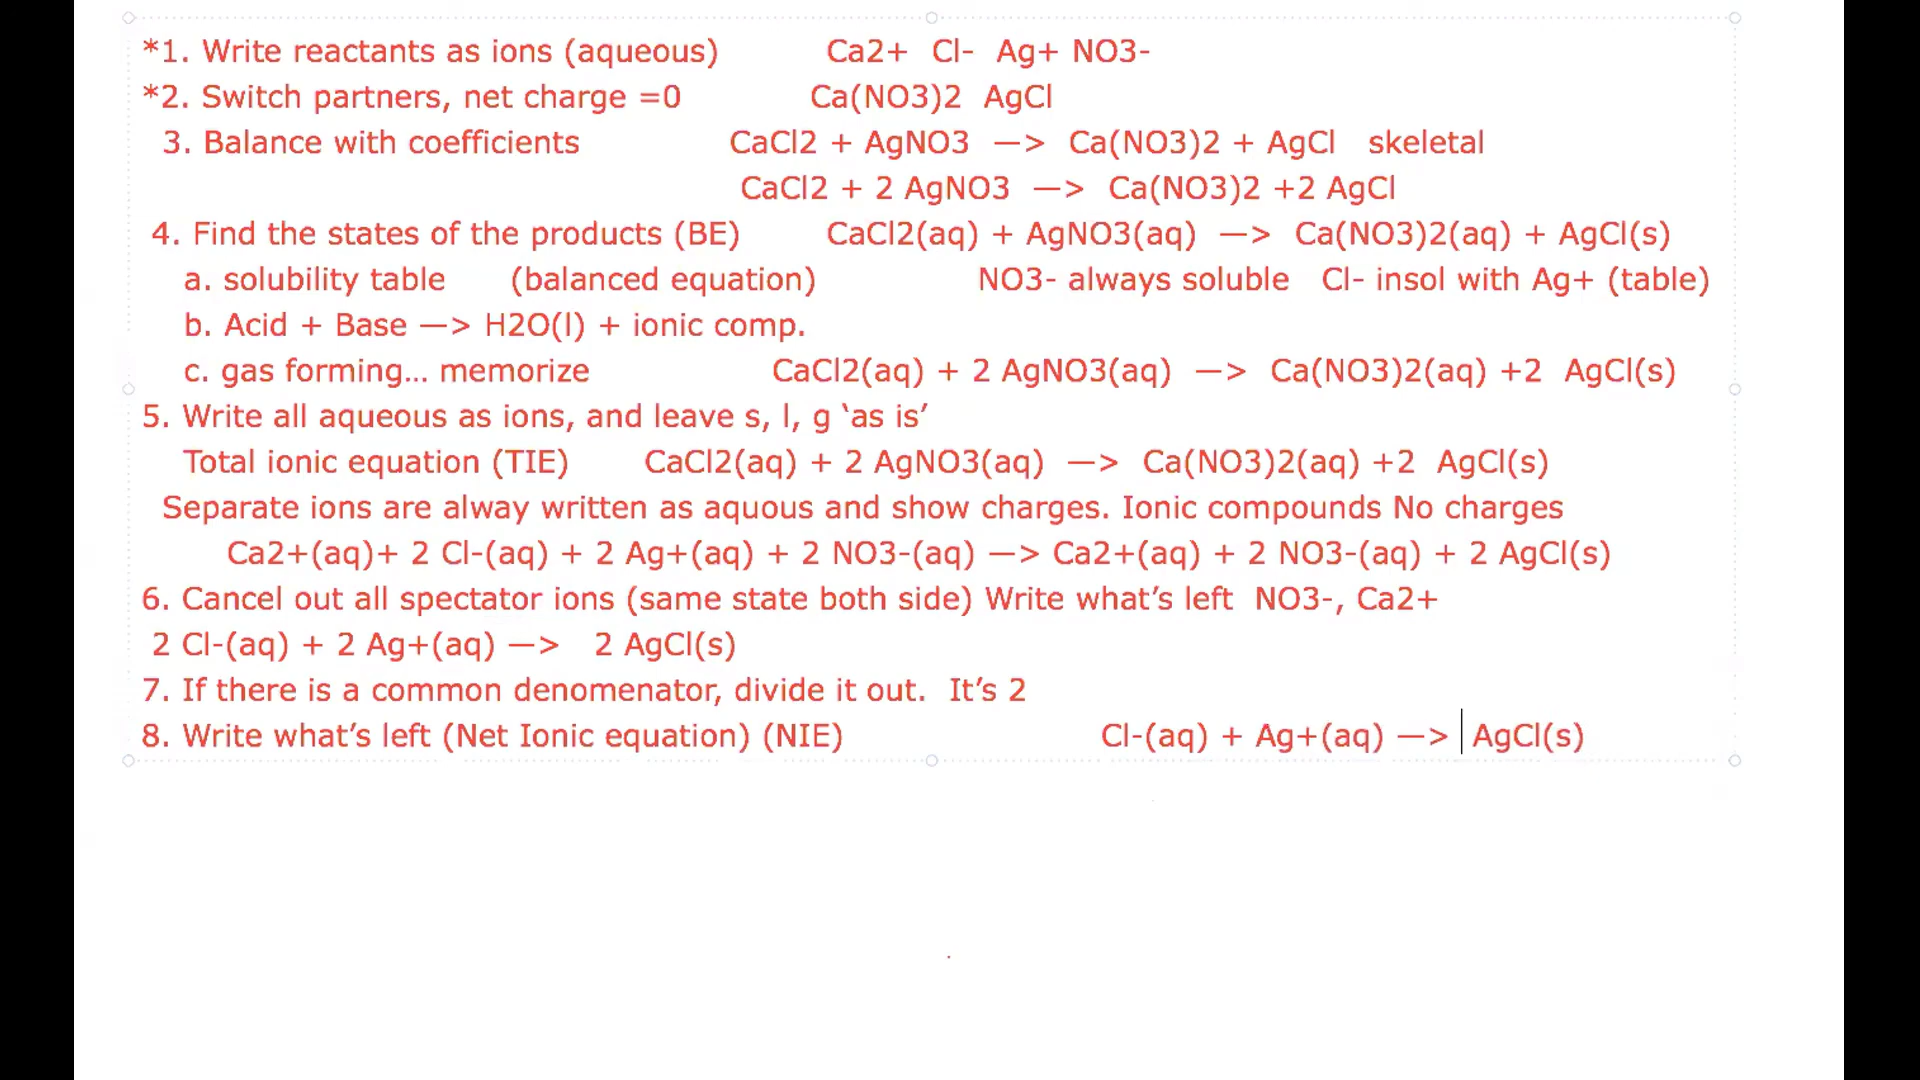 *1. Write reactants as ions (aqueous) Ca2+ Cl- Ag+ NO3-
*2. Switch partners, net charge =0 Ca(NO3)2 AgCl
3. Balance with coefficients CaCl2 + AgNO3 —> Ca(NO3)2 + AgCl skeletal
CaCl2 + 2 AgNO3 —> Ca(NO3)2 +2 AgCl
4. Find the states of the products (BE) CaCl2(aq) + AgNO3(aq) —> Ca(NO3)2(aq) + AgCl(s)
a. solubility table (balanced equation) NO3- always soluble Cl- insol with Ag+ (table)
b. Acid + Base —> H2O(l) + ionic comp.
c. gas forming... memorize CaCl2(aq) + 2 AgNO3(aq) —> Ca(NO3)2(aq) +2 AgCl(s)
5. Write all aqueous as ions, and leave s, l, g ‘as is’
Total ionic equation (TIE) CaCl2(aq) + 2 AgNO3(aq) —> Ca(NO3)2(aq) +2 AgCl(s)
Separate ions are alway written as aquous and show charges. Ionic compounds No charges
Ca2+(aq)+ 2 Cl-(aq) + 2 Ag+(aq) + 2 NO3-(aq) —> Ca2+(aq) + 2 NO3-(aq) + 2 AgCl(s)
6. Cancel out all spectator ions (same state both side) Write what’s left NO3-, Ca2+
2 Cl-(aq) + 2 Ag+(aq) —> 2 AgCl(s)
7. If there is a common denomenator, divide it out. It’s 2
8. Write what’s left (Net Ionic equation) (NIE) Cl-(aq) + Ag+(aq) —> AgCl(s)